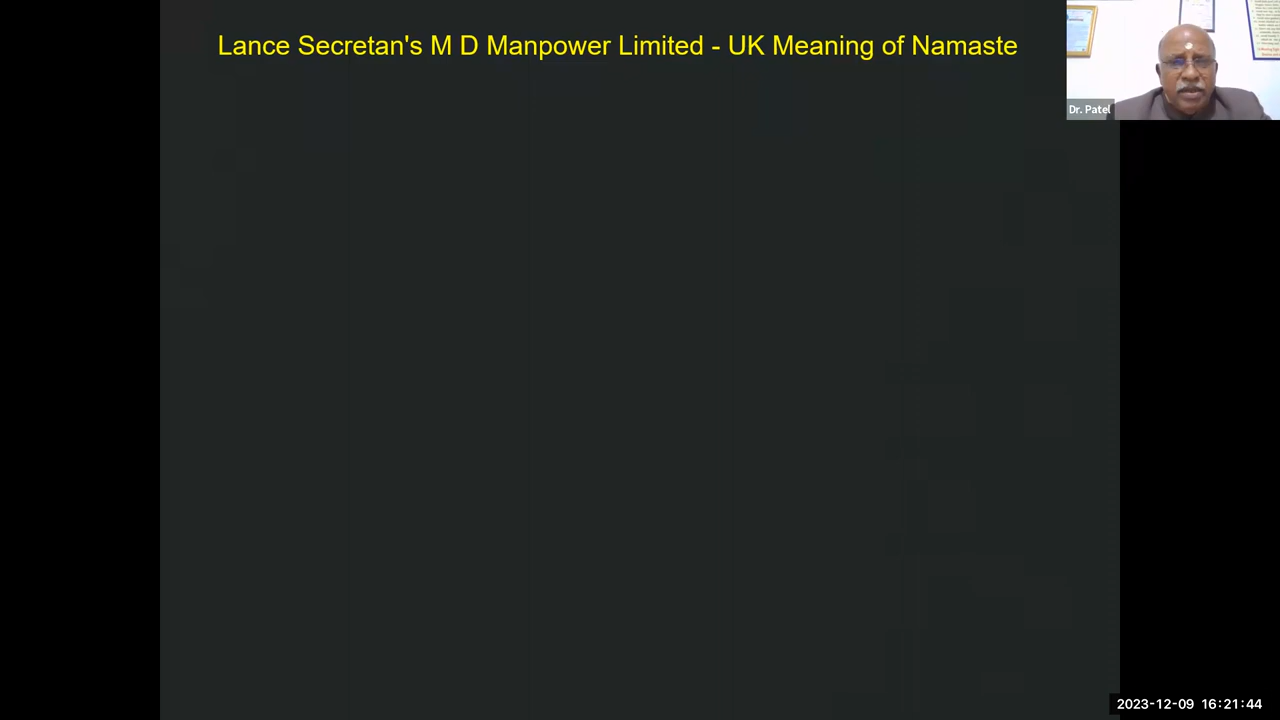 Lance Secretan's M D Manpower Limited - UK Meaning of Namaste
Dr. Patel
2023-12-09 16:21:44